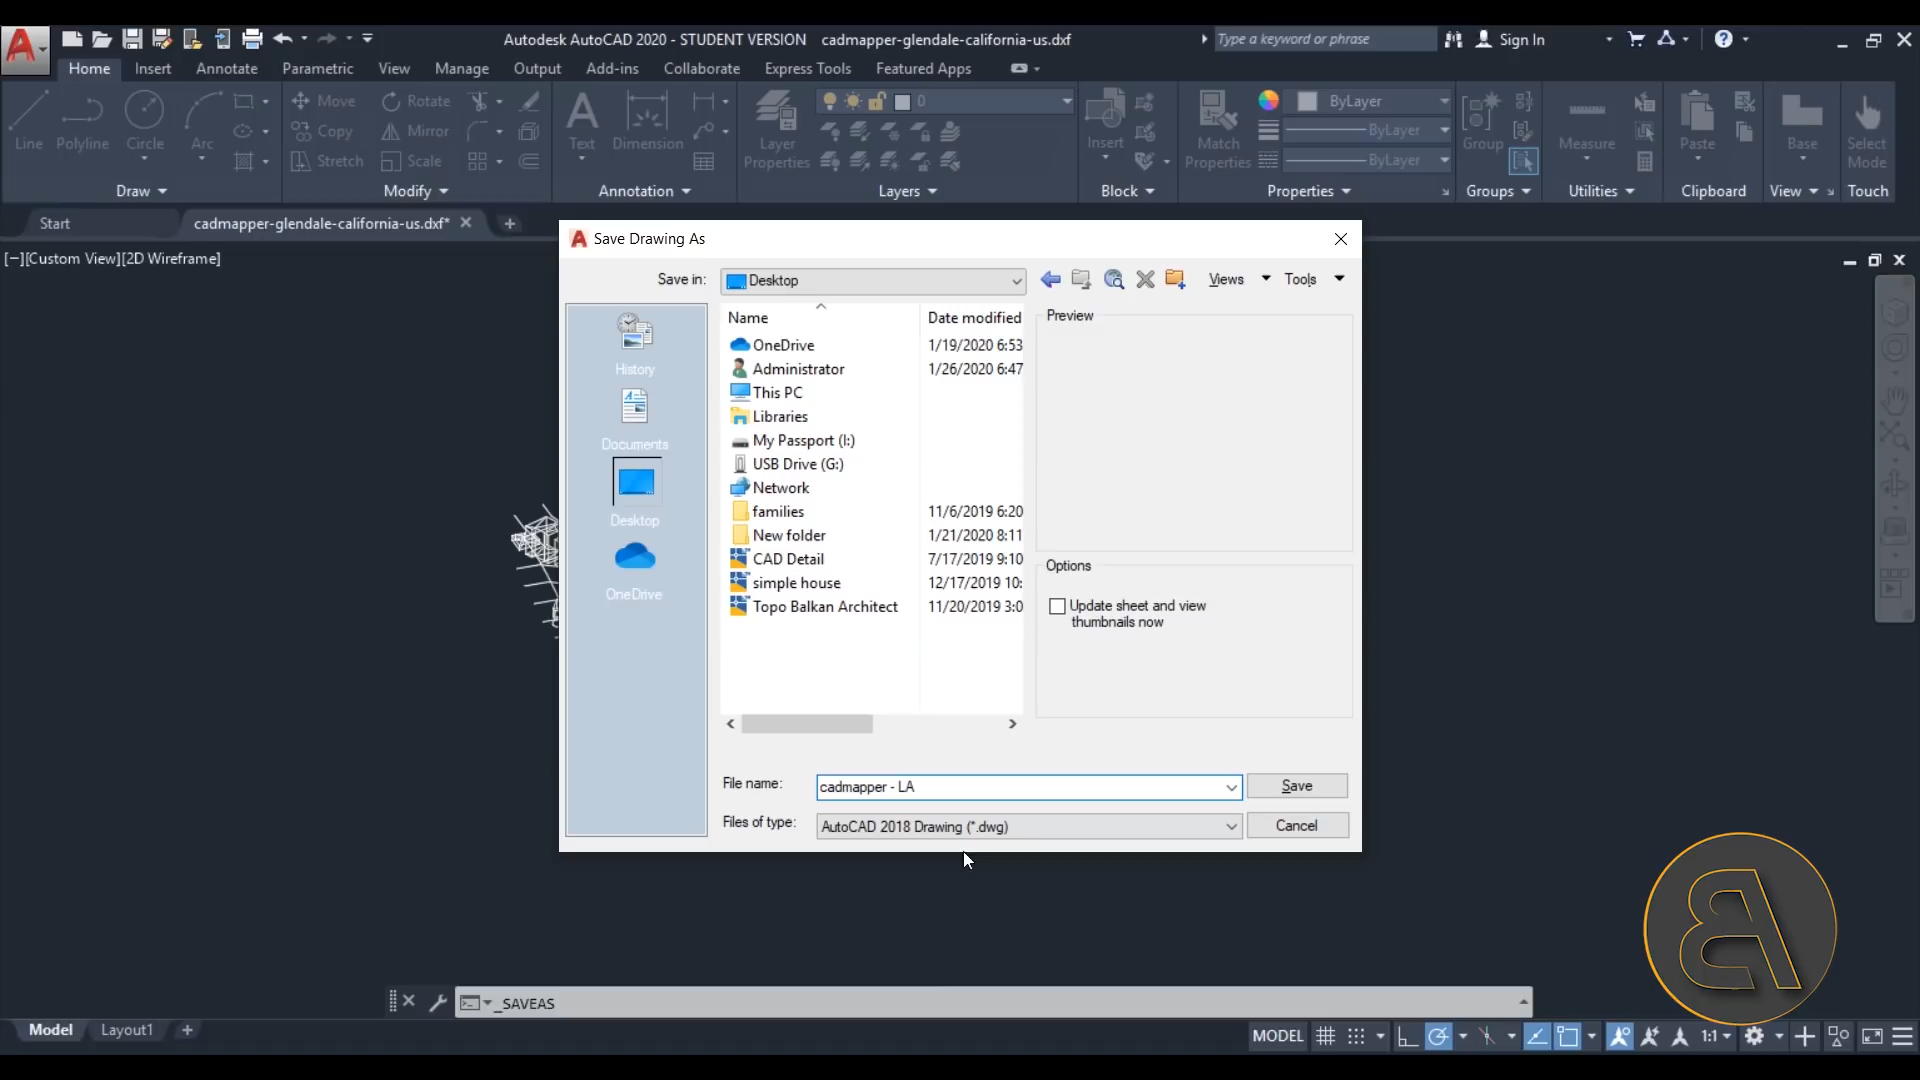 Autodesk AutoCAD 2020 - STUDENT VERSION cadmapper-glendale-california-us.dxf
Type a keyword or phrase
Sign In
Home Insert Annotate Parametric View Manage Output Add-ins Collaborate Express Tools Featured Apps
Line Polyline Circle Arc
Move Rotate
Copy Mirror
Stretch Scale
Text Dimension
Layer Properties
0
Insert
Match Properties
ByLayer
ByLayer
ByLayer
Group
Measure
Paste
Base
Select Mode
Draw Modify Annotation Layers Block Properties Groups Utilities Clipboard View Touch
Start cadmapper-glendale-california-us.dxf*
[−][Custom View][2D Wireframe]
Save Drawing As
Save in: Desktop Views Tools
History
Documents
Desktop
OneDrive
Name Date modified
OneDrive 1/19/2020 6:53
Administrator 1/26/2020 6:47
This PC
Libraries
My Passport (I:)
USB Drive (G:)
Network
families 11/6/2019 6:20
New folder 1/21/2020 8:11
CAD Detail 7/17/2019 9:10
simple house 12/17/2019 10:
Topo Balkan Architect 11/20/2019 3:0
Preview
Options
Update sheet and view
thumbnails now
File name: cadmapper - LA Save
Files of type: AutoCAD 2018 Drawing (*.dwg) Cancel
_SAVEAS
Model Layout1 +
MODEL 1:1